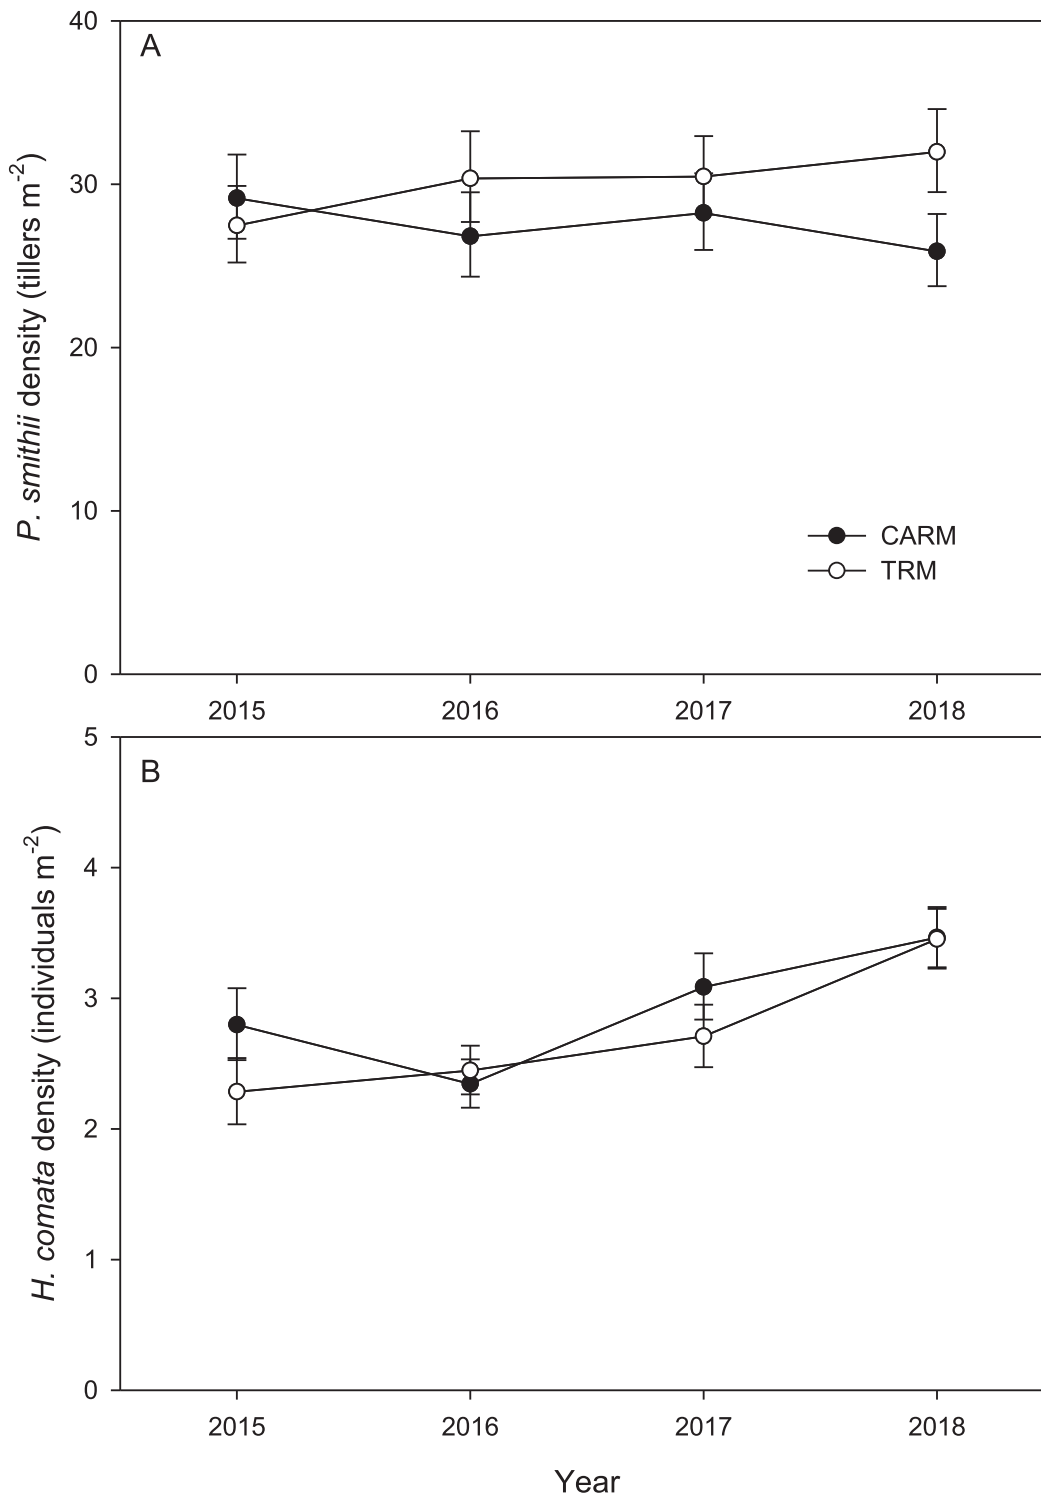 A
P. smithii density (tillers m-2)
40
30
20
10
0
CARM
TRM
2015 2016 2017 2018
B
H. comata density (individuals m-2)
5
4
3
2
1
0
2015 2016 2017 2018
Year